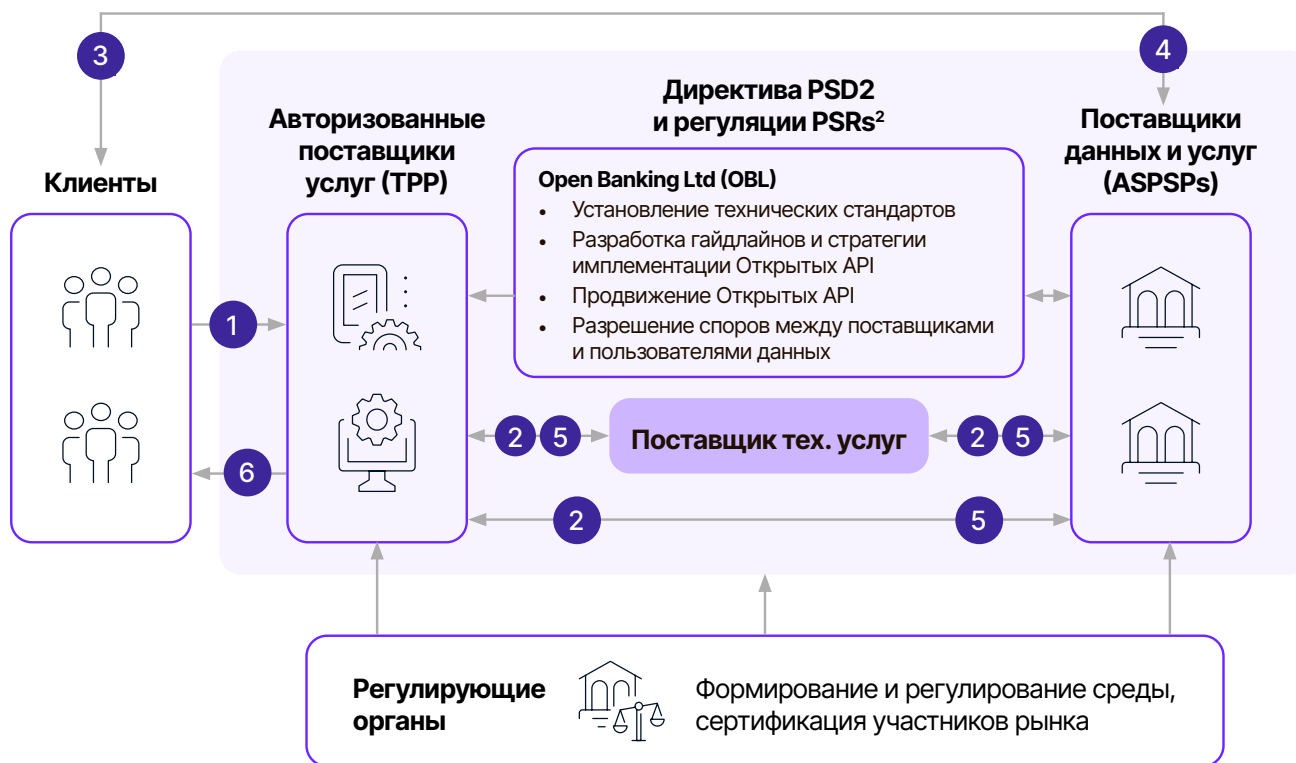 3
4
Директива PSD2
и регуляции PSRs²
Авторизованные
поставщики
услуг (TPP)
Поставщики
данных и услуг
(ASPSPs)
Клиенты
Open Banking Ltd (OBL)
• Установление технических стандартов
• Разработка гайдлайнов и стратегии
имплементации Открытых API
• Продвижение Открытых API
• Разрешение споров между поставщиками
и пользователями данных
1
2 5
Поставщик тех. услуг
2 5
6
2
5
Регулирующие
органы
Формирование и регулирование среды,
сертификация участников рынка